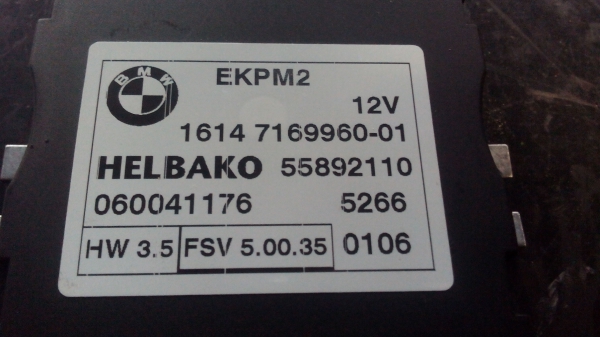 BMW
EKPM2
12V
1614 7169960-01
HELBAKO 55892110
060041176 5266
HW 3.5 FSV 5.00.35 0106